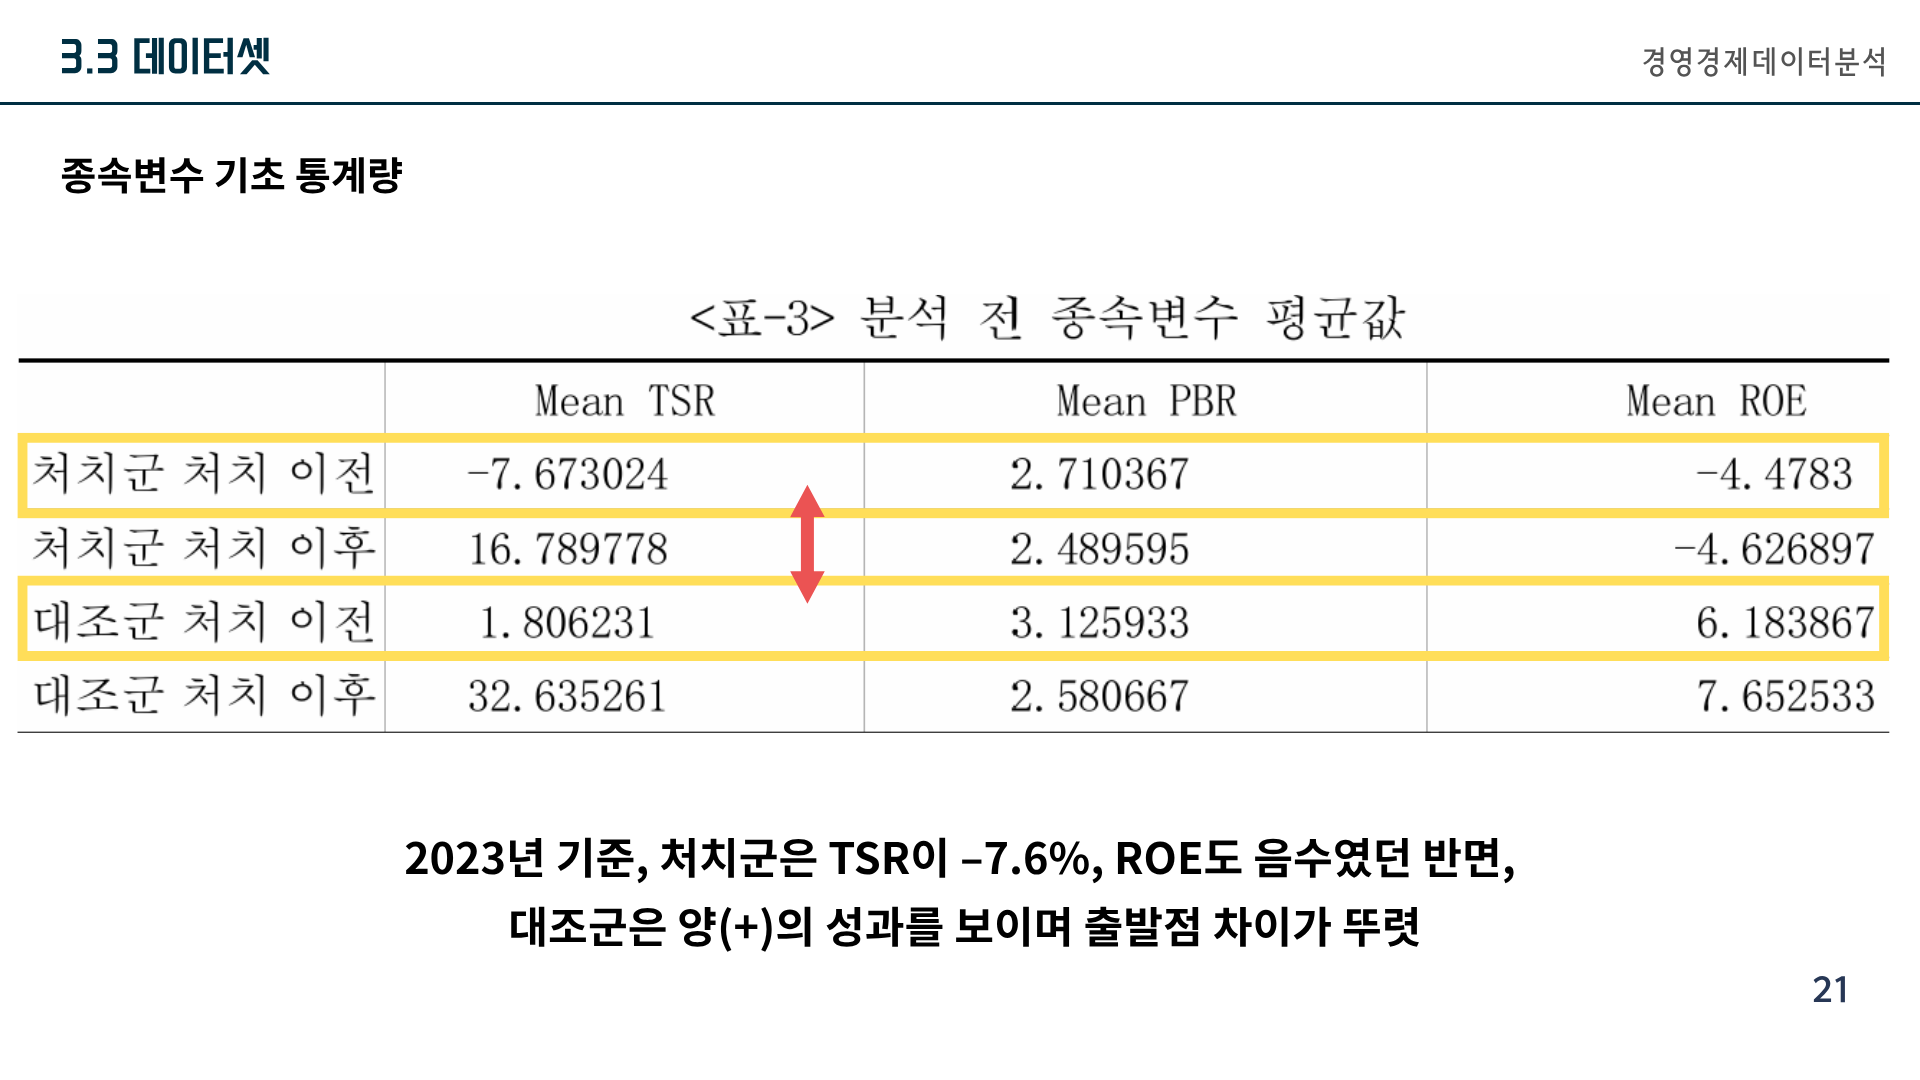 3.3 데이터셋
경영경제데이터분석
종속변수 기초 통계량
<표-3> 분석 전 종속변수 평균값
Mean TSR Mean PBR Mean ROE
처치군 처치 이전 -7.673024 2.710367 -4.4783
처치군 처치 이후 16.789778 2.489595 -4.626897
대조군 처치 이전 1.806231 3.125933 6.183867
대조군 처치 이후 32.635261 2.580667 7.652533
2023년 기준, 처치군은 TSR이 –7.6%, ROE도 음수였던 반면,
대조군은 양(+)의 성과를 보이며 출발점 차이가 뚜렷
21